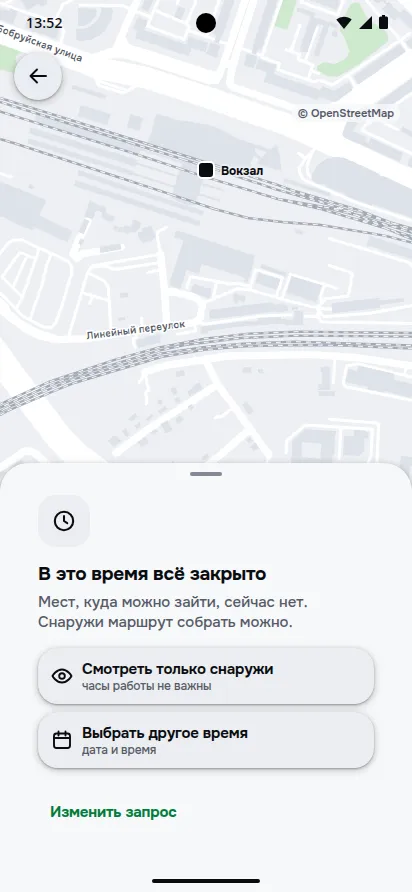 13:52
Бобруйская улица
© OpenStreetMap
Вокзал
Линейный переулок
В это время всё закрыто
Мест, куда можно зайти, сейчас нет.
Снаружи маршрут собрать можно.
Смотреть только снаружи
часы работы не важны
Выбрать другое время
дата и время
Изменить запрос